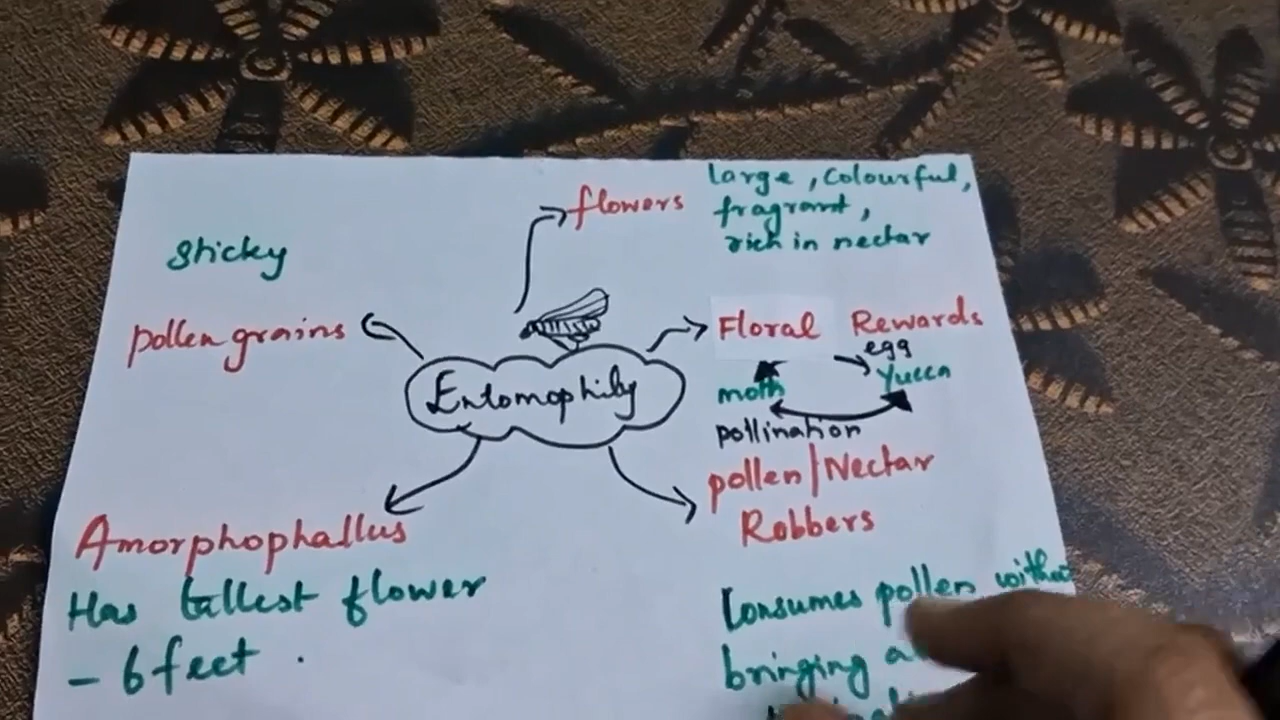 flowers
large, Colourful,
fragrant,
rich in nectar
sticky
pollen grains
Floral Rewards
egg
moth Yucca
pollination
Entomophily
pollen/Nectar
Robbers
Amorphophallus
Has tallest flower
- 6 feet.
Consumes pollen
bringing